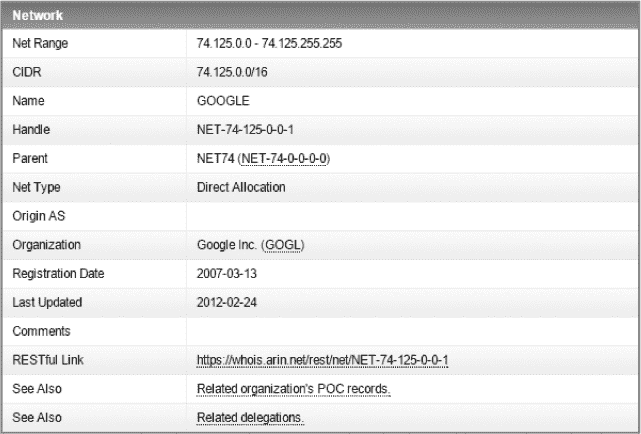 Network
Net Range 74.125.0.0 - 74.125.255.255
CIDR 74.125.0.0/16
Name GOOGLE
Handle NET-74-125-0-0-1
Parent NET74 (NET-74-0-0-0-0)
Net Type Direct Allocation
Origin AS
Organization Google Inc. (GOGL)
Registration Date 2007-03-13
Last Updated 2012-02-24
Comments
RESTful Link https://whois.arin.net/rest/net/NET-74-125-0-0-1
See Also Related organization's POC records.
See Also Related delegations.